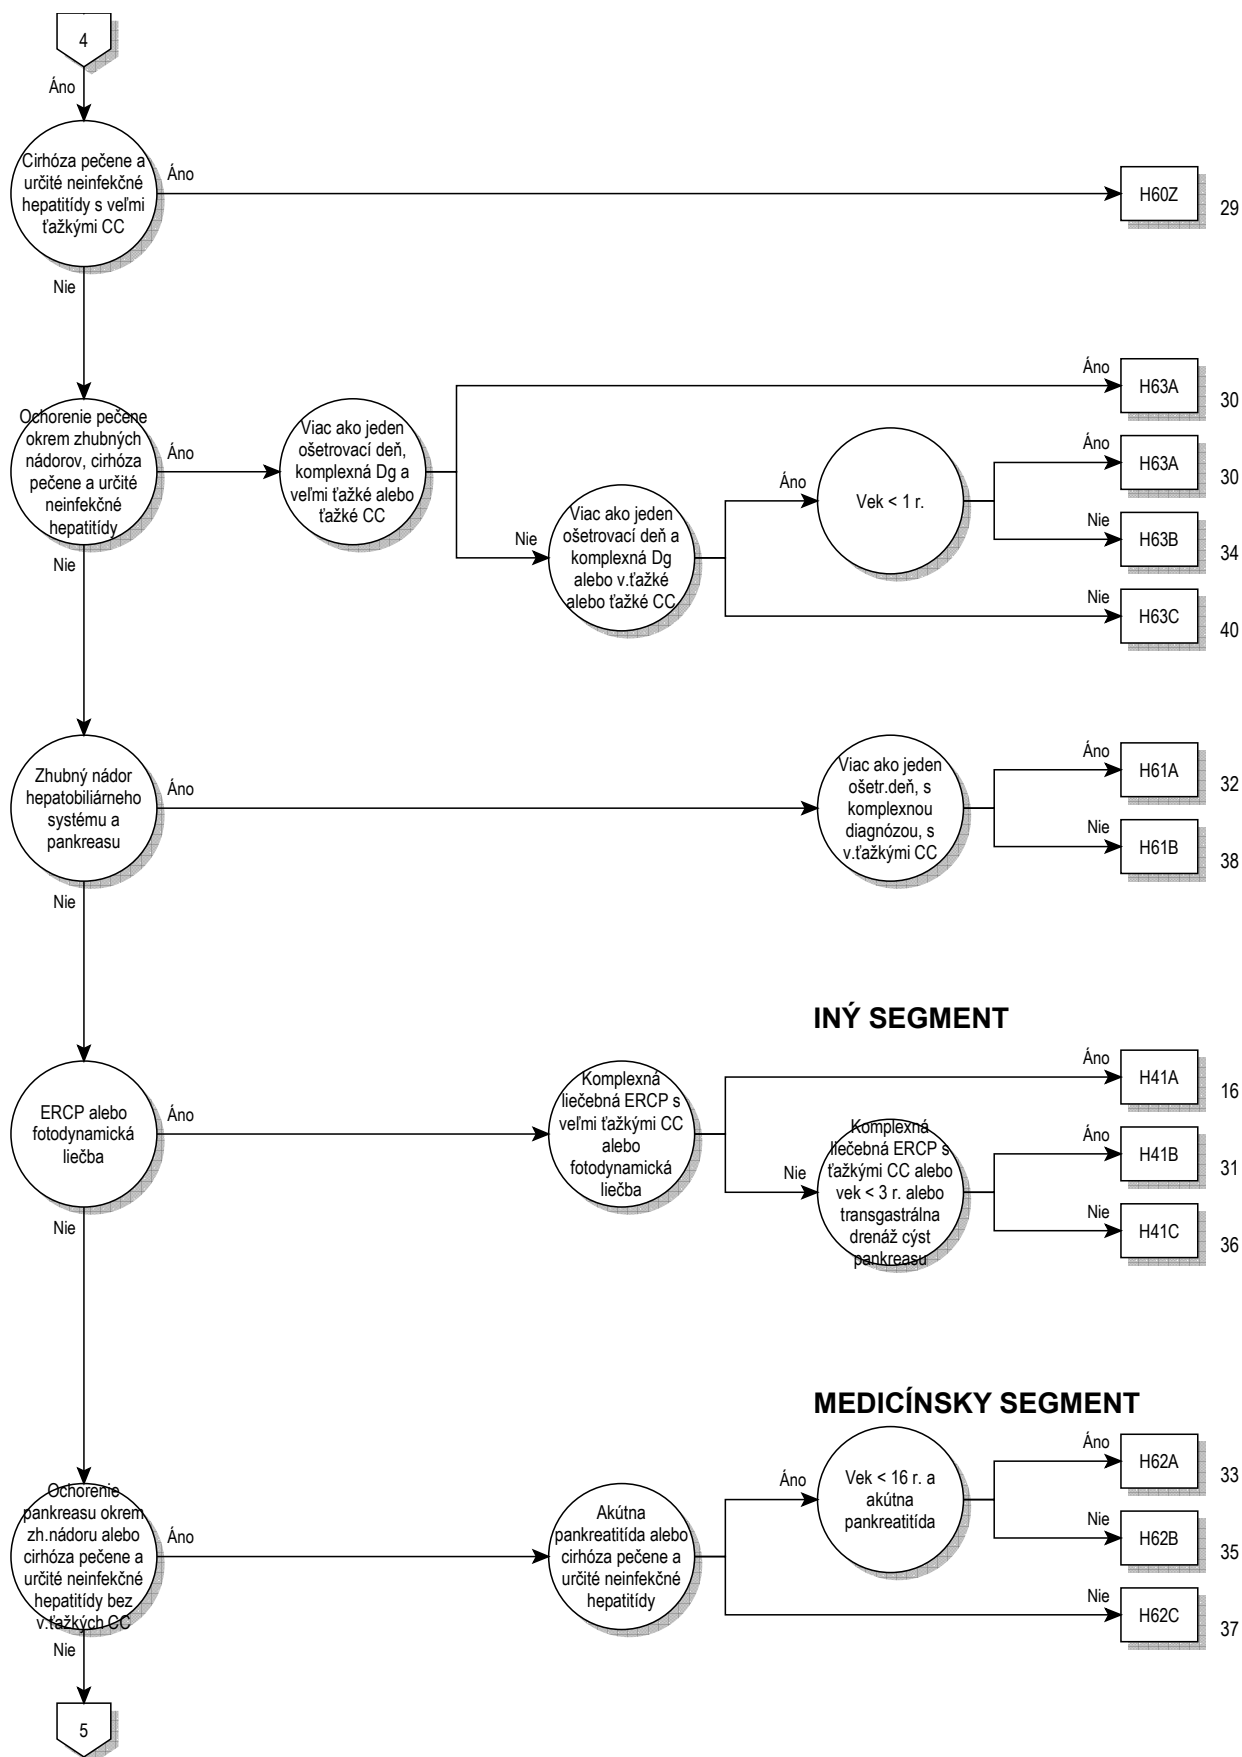 4
Áno
Cirhóza pečene a
určité neinfekčné
hepatitídy s veľmi
ťažkými CC
Áno
H60Z
29
Nie
Ochorenie pečene
okrem zhubných
nádorov, cirhóza
pečene a určité
neinfekčné
hepatitídy
Áno
Viac ako jeden
ošetrovací deň,
komplexná Dg a
veľmi ťažké alebo
ťažké CC
Áno
H63A
30
Nie
Viac ako jeden
ošetrovací deň a
komplexná Dg
alebo v.ťažké
alebo ťažké CC
Áno
Vek < 1 r.
Áno
H63A
30
Nie
H63B
34
Nie
H63C
40
Nie
Zhubný nádor
hepatobiliárneho
systému a
pankreasu
Áno
Viac ako jeden
ošetr.deň, s
komplexnou
diagnózou, s
v.ťažkými CC
Áno
H61A
32
Nie
H61B
38
Nie
INÝ SEGMENT
ERCP alebo
fotodynamická
liečba
Áno
Komplexná
liečebná ERCP s
veľmi ťažkými CC
alebo
fotodynamická
liečba
Áno
H41A
16
Nie
Komplexná
liečebná ERCP s
ťažkými CC alebo
vek < 3 r. alebo
transgastrálna
drenáž cýst
pankreasu
Áno
H41B
31
Nie
H41C
36
Nie
MEDICÍNSKY SEGMENT
Ochorenie
pankreasu okrem
zh.nádoru alebo
cirhóza pečene a
určité neinfekčné
hepatitídy bez
v.ťažkých CC
Áno
Akútna
pankreatitída alebo
cirhóza pečene a
určité neinfekčné
hepatitídy
Áno
Vek < 16 r. a
akútna
pankreatitída
Áno
H62A
33
Nie
H62B
35
Nie
H62C
37
Nie
5